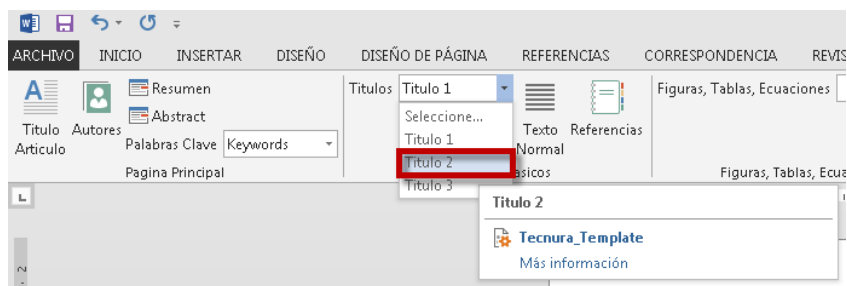 ARCHIVO INICIO INSERTAR DISEÑO DISEÑO DE PÁGINA REFERENCIAS CORRESPONDENCIA REVIS
Titulo Articulo
Autores
Resumen
Abstract
Palabras Clave Keywords
Pagina Principal
Titulos Titulo 1
Seleccione...
Titulo 1
Titulo 2
Titulo 3
Texto Normal
Referencias
asicos
Figuras, Tablas, Ecuaciones
Figuras, Tablas, Ecua
Titulo 2
Tecnura_Template
Más información
L
2